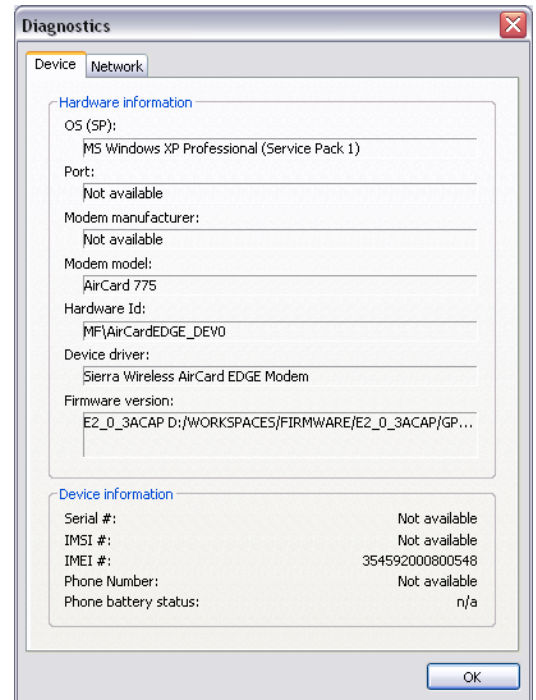 Diagnostics
Device Network
Hardware information
OS (SP):
MS Windows XP Professional (Service Pack 1)
Port:
Not available
Modem manufacturer:
Not available
Modem model:
AirCard 775
Hardware Id:
MF\AirCardEDGE_DEV0
Device driver:
Sierra Wireless AirCard EDGE Modem
Firmware version:
E2_0_3ACAP D:/WORKSPACES/FIRMWARE/E2_0_3ACAP/GP...
Device information
Serial #: Not available
IMSI #: Not available
IMEI #: 354592000800548
Phone Number: Not available
Phone battery status: n/a
OK